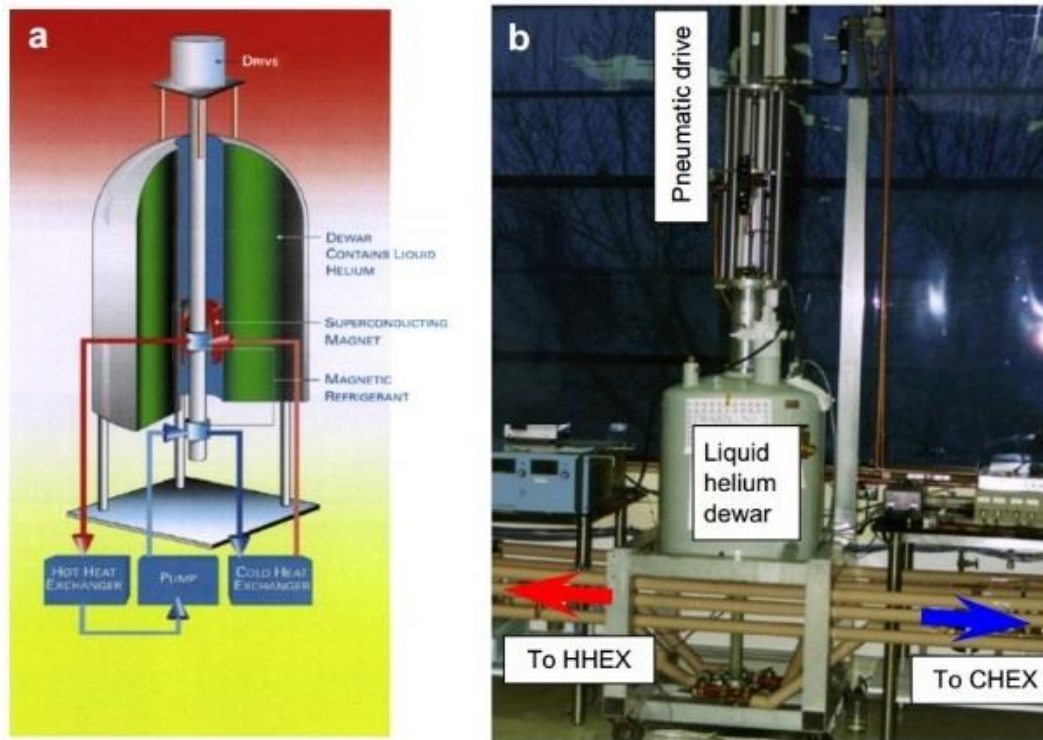 a
DRIVE
DEWAR
CONTAINS LIQUID
HELIUM
SUPERCONDUCTING
MAGNET
MAGNETIC
REFRIGERANT
HOT HEAT
EXCHANGER
PUMP
COLD HEAT
EXCHANGER
b
Pneumatic drive
Liquid
helium
dewar
To HHEX
To CHEX